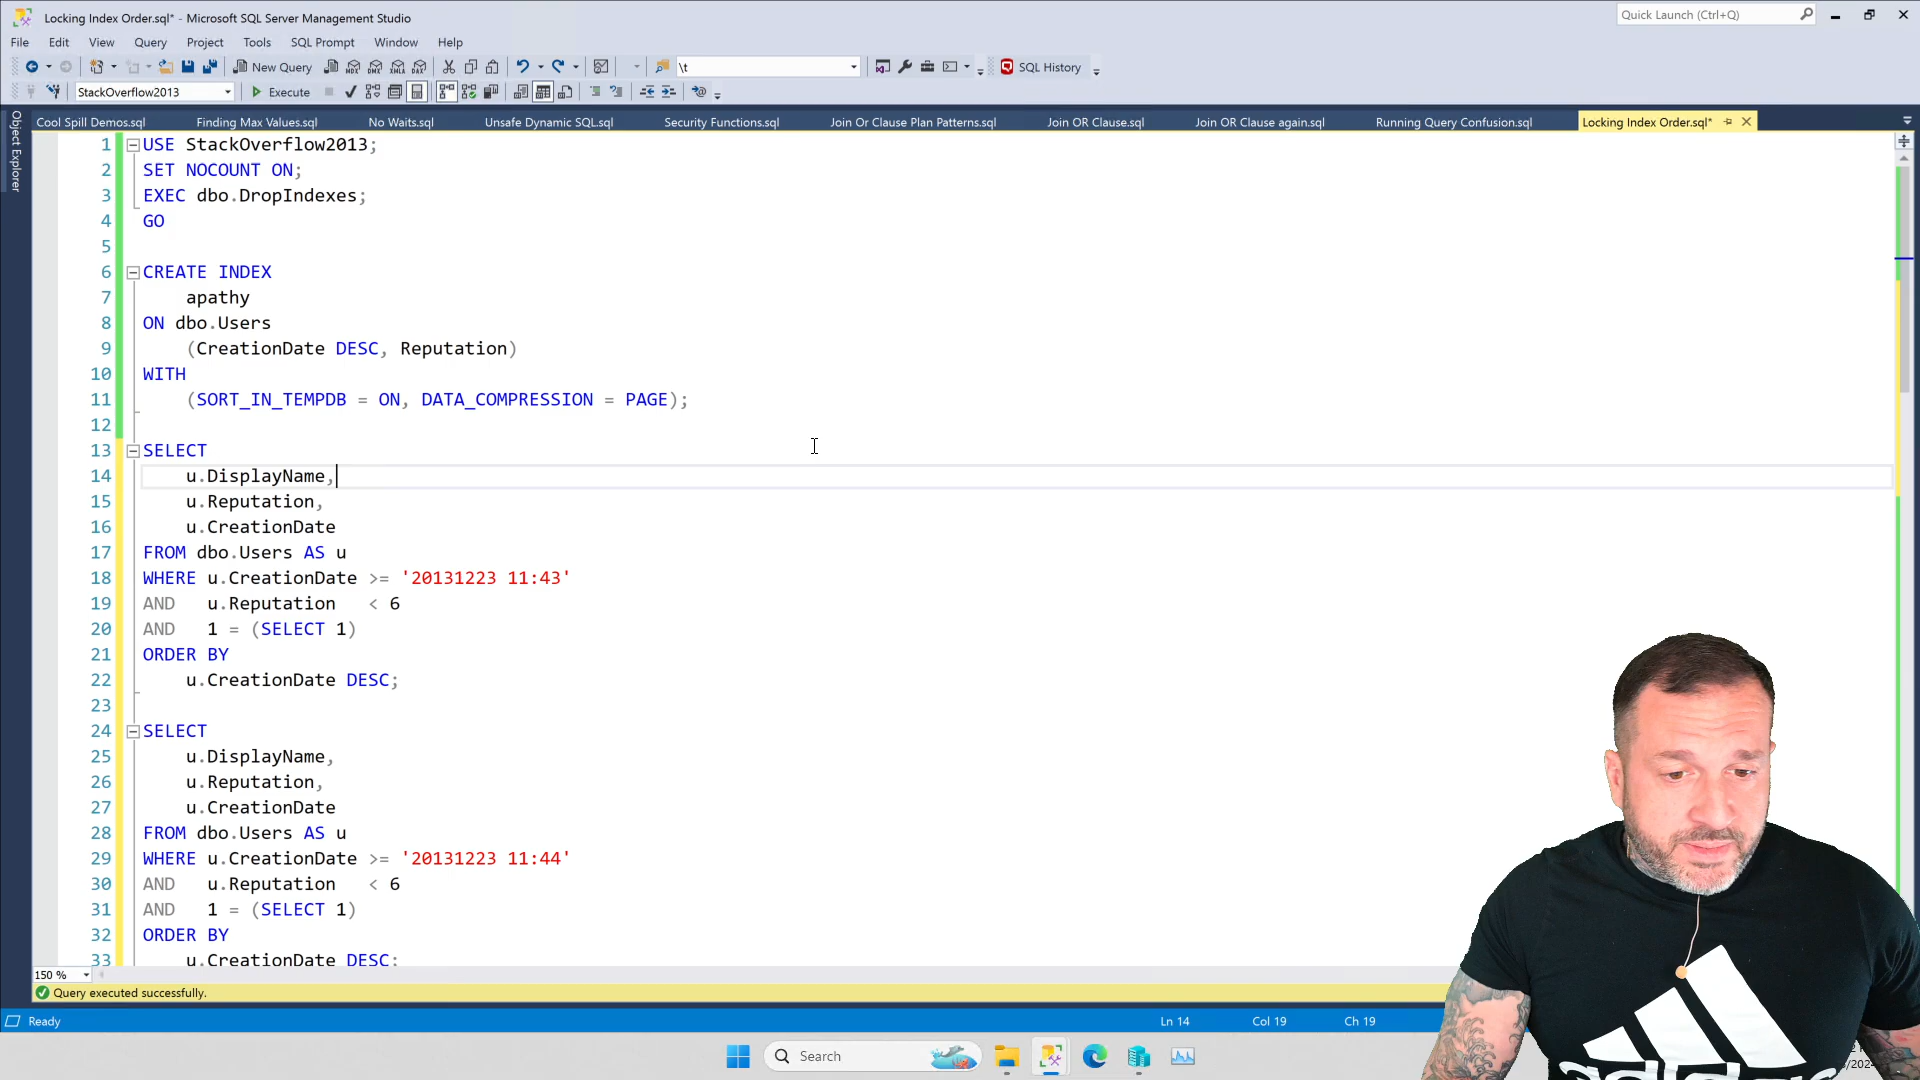 Locking Index Order.sql* - Microsoft SQL Server Management Studio
Quick Launch (Ctrl+Q)
File Edit View Query Project Tools SQL Prompt Window Help
New Query
MDX DMX XMLA DAX
\t
SQL History
StackOverflow2013
Execute
Object Explorer
Cool Spill Demos.sql Finding Max Values.sql No Waits.sql Unsafe Dynamic SQL.sql Security Functions.sql Join Or Clause Plan Patterns.sql Join OR Clause.sql Join OR Clause again.sql Running Query Confusion.sql Locking Index Order.sql*
1 USE StackOverflow2013;
2 SET NOCOUNT ON;
3 EXEC dbo.DropIndexes;
4 GO
5
6 CREATE INDEX
7 apathy
8 ON dbo.Users
9 (CreationDate DESC, Reputation)
10 WITH
11 (SORT_IN_TEMPDB = ON, DATA_COMPRESSION = PAGE);
12
13 SELECT
14 u.DisplayName,
15 u.Reputation,
16 u.CreationDate
17 FROM dbo.Users AS u
18 WHERE u.CreationDate >= '20131223 11:43'
19 AND u.Reputation < 6
20 AND 1 = (SELECT 1)
21 ORDER BY
22 u.CreationDate DESC;
23
24 SELECT
25 u.DisplayName,
26 u.Reputation,
27 u.CreationDate
28 FROM dbo.Users AS u
29 WHERE u.CreationDate >= '20131223 11:44'
30 AND u.Reputation < 6
31 AND 1 = (SELECT 1)
32 ORDER BY
33 u.CreationDate DESC;
150 %
Query executed successfully.
Ready
Ln 14 Col 19 Ch 19
Search
adidas